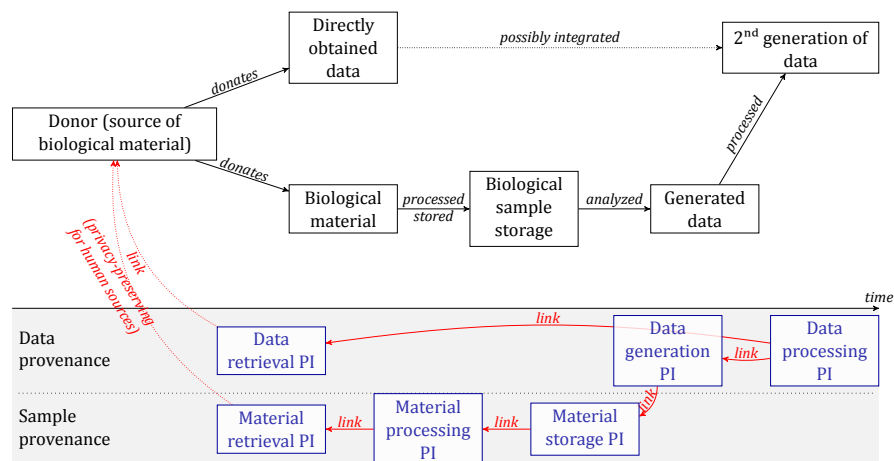 Directly
obtained
data
possibly integrated
2nd generation of
data
donates
Donor (source of
biological material)
donates
processed
Biological
material
processed
stored
Biological
sample
storage
analyzed
Generated
data
link
(privacy-preserving
for human sources)
time
Data
provenance
Data
retrieval PI
link
Data
generation
PI
link
Data
processing
PI
link
Sample
provenance
Material
retrieval PI
link
Material
processing PI
link
Material
storage PI